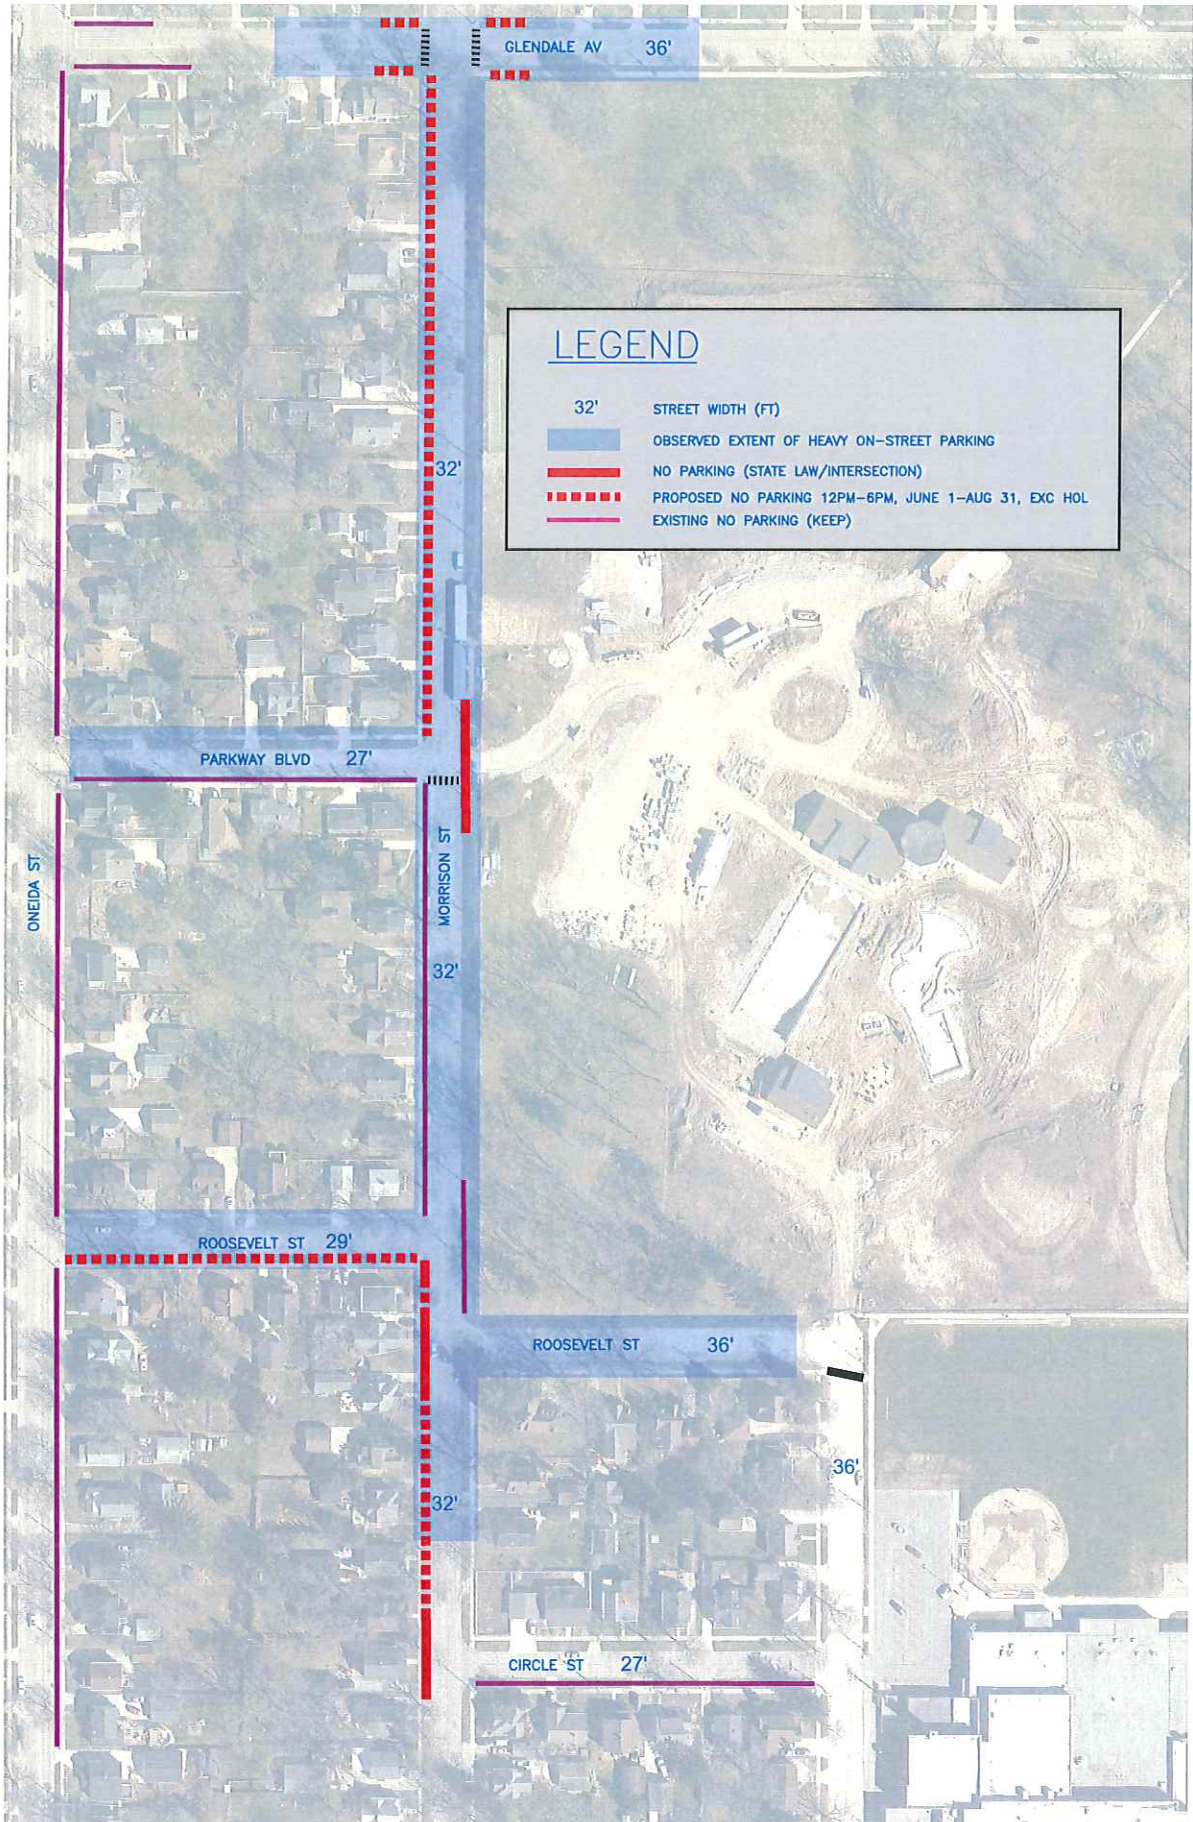 GLENDALE AV 36'
LEGEND
32' STREET WIDTH (FT)
OBSERVED EXTENT OF HEAVY ON-STREET PARKING
NO PARKING (STATE LAW/INTERSECTION)
PROPOSED NO PARKING 12PM-6PM, JUNE 1-AUG 31, EXC HOL
EXISTING NO PARKING (KEEP)
32'
PARKWAY BLVD 27'
ONEIDA ST
MORRISON ST
32'
ROOSEVELT ST 29'
ROOSEVELT ST 36'
36'
32'
CIRCLE ST 27'